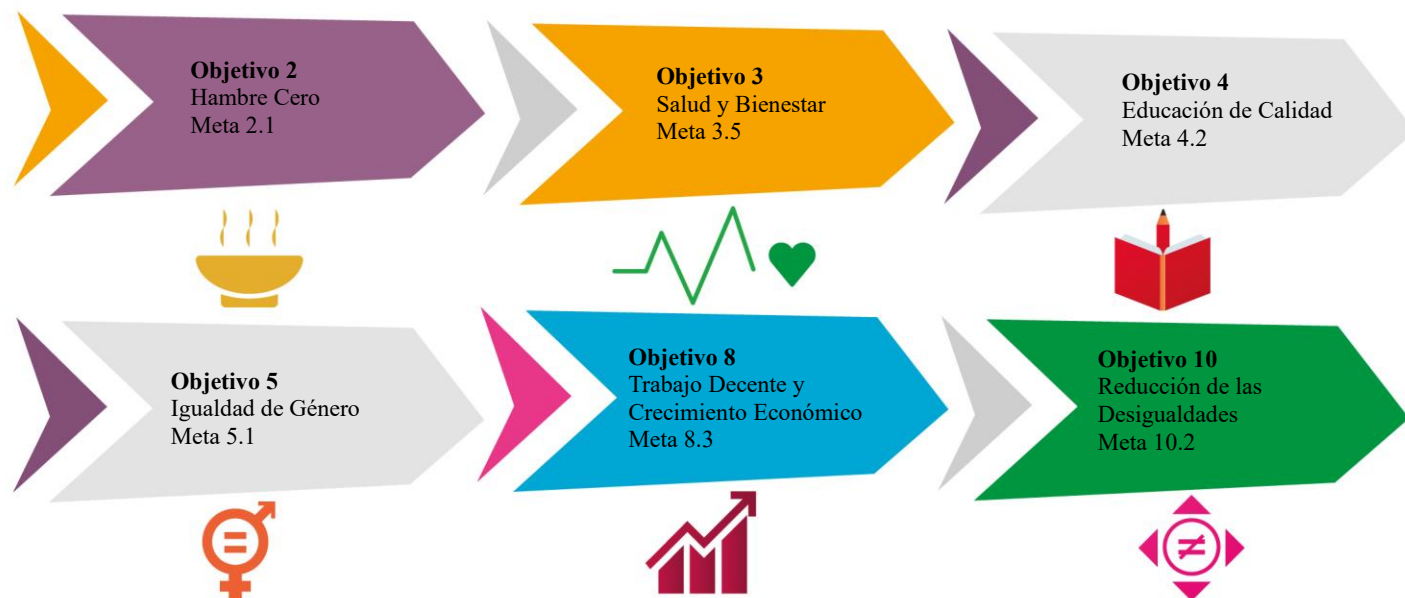 Objetivo 2
Hambre Cero
Meta 2.1
Objetivo 3
Salud y Bienestar
Meta 3.5
Objetivo 4
Educación de Calidad
Meta 4.2
Objetivo 5
Igualdad de Género
Meta 5.1
Objetivo 8
Trabajo Decente y
Crecimiento Económico
Meta 8.3
Objetivo 10
Reducción de las
Desigualdades
Meta 10.2